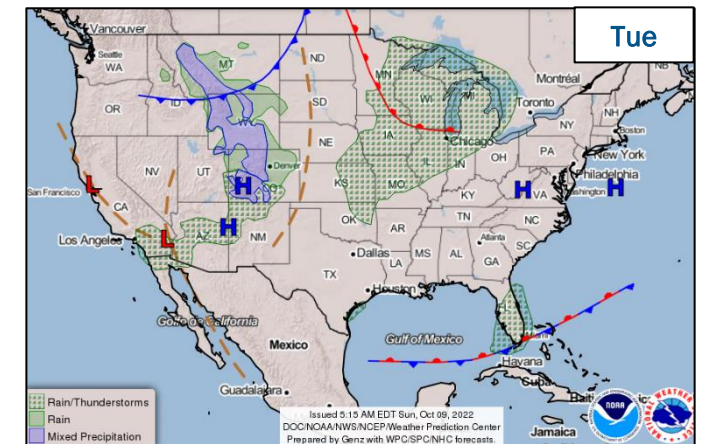 Tue
Vancouver
Seattle
WA
MT
ND
MN
Montréal
NB
OR
ID
SD
WI
MI
Toronto
NH
WY
IA
Chicago
NY
Boston
NE
PA
New York
NV
UT
Denver
CO
IL
IN
OH
Philadelphia
San Francisco
L
H
KS
MO
H
VA
H
Washington
CA
KY
Los Angeles
L
AZ
H
NM
OK
AR
TN
NC
Dallas
Atlanta
SC
TX
LA
MS
AL
GA
Houston
Golfo de California
Gulf of Mexico
Miami
Mexico
Havana
Cuba
Guadalajara
Jamaica
Rain/Thunderstorms
Rain
Mixed Precipitation
Issued 5:15 AM EDT Sun, Oct 09, 2022
DOC/NOAA/NWS/NCEP/Weather Prediction Center
Prepared by Genz with WPC/SPC/NHC forecasts.
NOAA